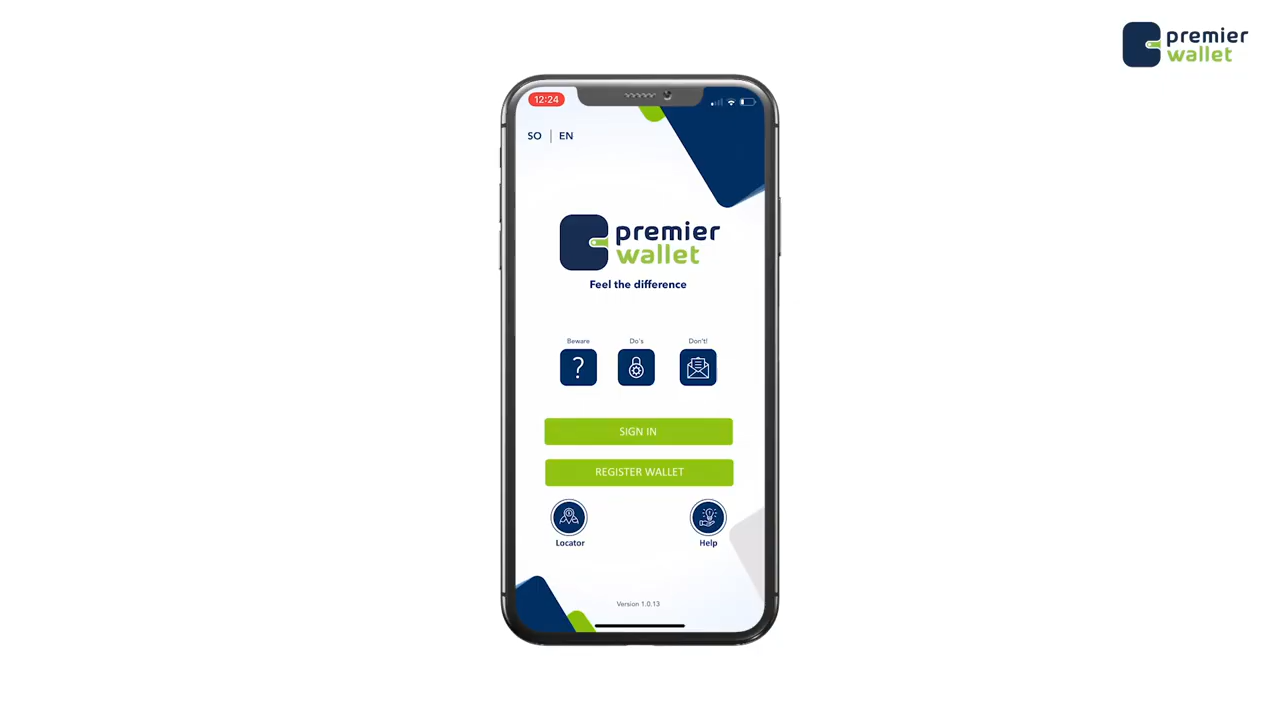 premier
wallet
12:24
SO | EN
premier
wallet
Feel the difference
Beware
Do's
Don't!
SIGN IN
REGISTER WALLET
Locator
Help
Version 1.0.13